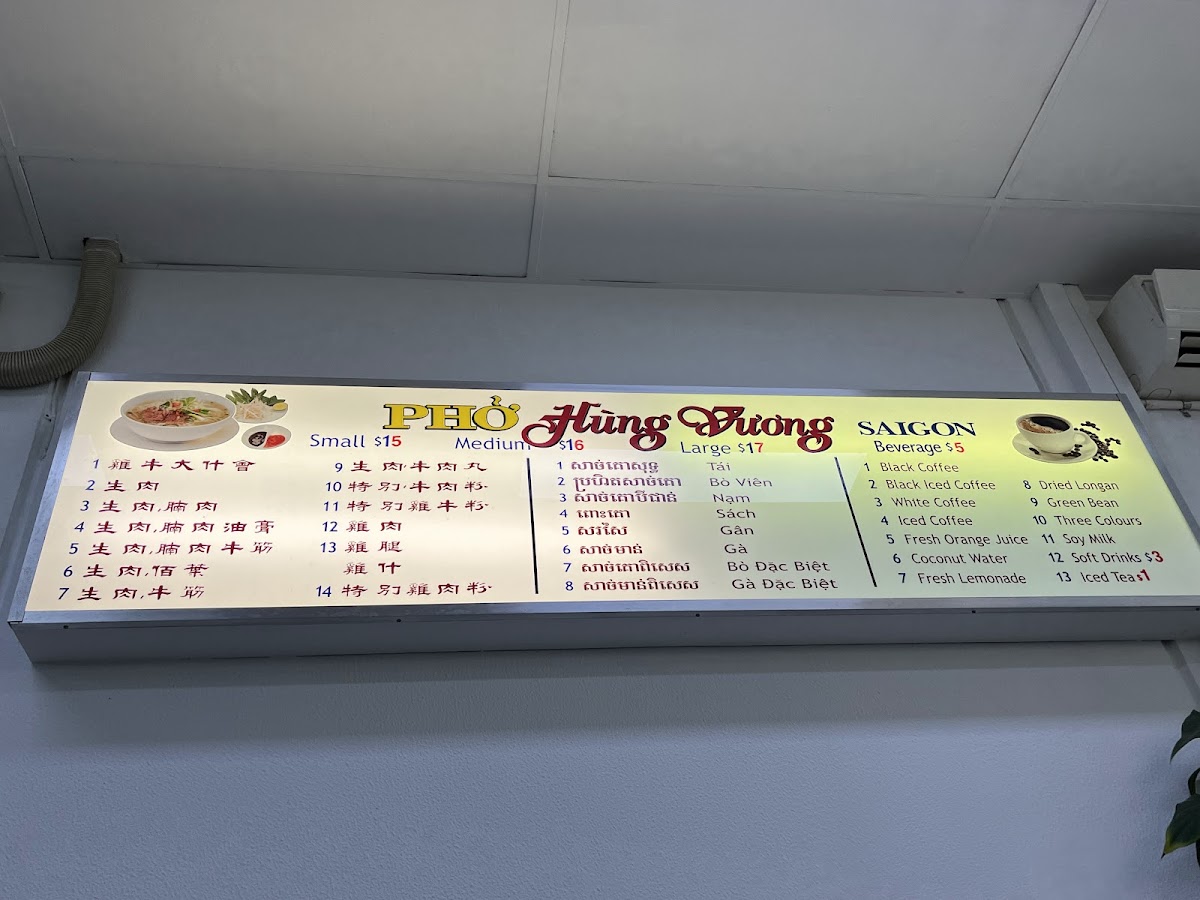 PHỞ Hùng Vương SAIGON
Small $15 Medium $16 Large $17 Beverage $5
1 雞牛大什會
2 生肉
3 生肉,腩肉
4 生肉,腩肉油膏
5 生肉,腩肉牛筋
6 生肉,佰葉
7 生肉,牛筋
9 生肉·牛肉丸
10 特別·牛肉粉
11 特別雞牛粉
12 雞肉
13 雞腿
雞什
14 特別雞肉粉
1 សាច់គោសុទ្ធ Tái
2 ប្រហិតសាច់គោ Bò Viên
3 សាច់គោប៊ីជាន់ Nạm
4 ពោះគោ Sách
5 សរសៃ Gân
6 សាច់មាន់ Gà
7 សាច់គោពិសេស Bò Đặc Biệt
8 សាច់មាន់ពិសេស Gà Đặc Biệt
1 Black Coffee
2 Black Iced Coffee
3 White Coffee
4 Iced Coffee
5 Fresh Orange Juice
6 Coconut Water
7 Fresh Lemonade
8 Dried Longan
9 Green Bean
10 Three Colours
11 Soy Milk
12 Soft Drinks $3
13 Iced Tea $1